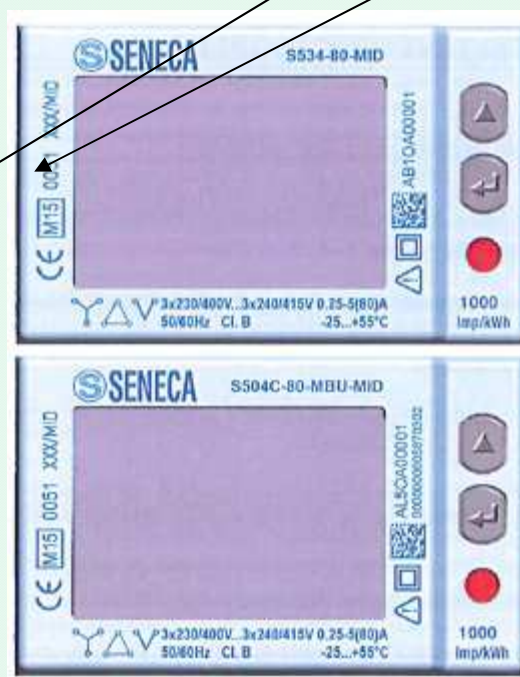 SENECA S534-80-MID
CE M15 0051 XXX/MID
AB1QA00001
3x230/400V...3x240/415V 0.25-5(80)A
50/60Hz Cl. B -25...+55°C
1000
Imp/kWh
SENECA S504C-80-MBU-MID
CE M15 0051 XXX/MID
AL5QA00001
3x230/400V...3x240/415V 0.25-5(80)A
50/60Hz Cl. B -25...+55°C
1000
Imp/kWh